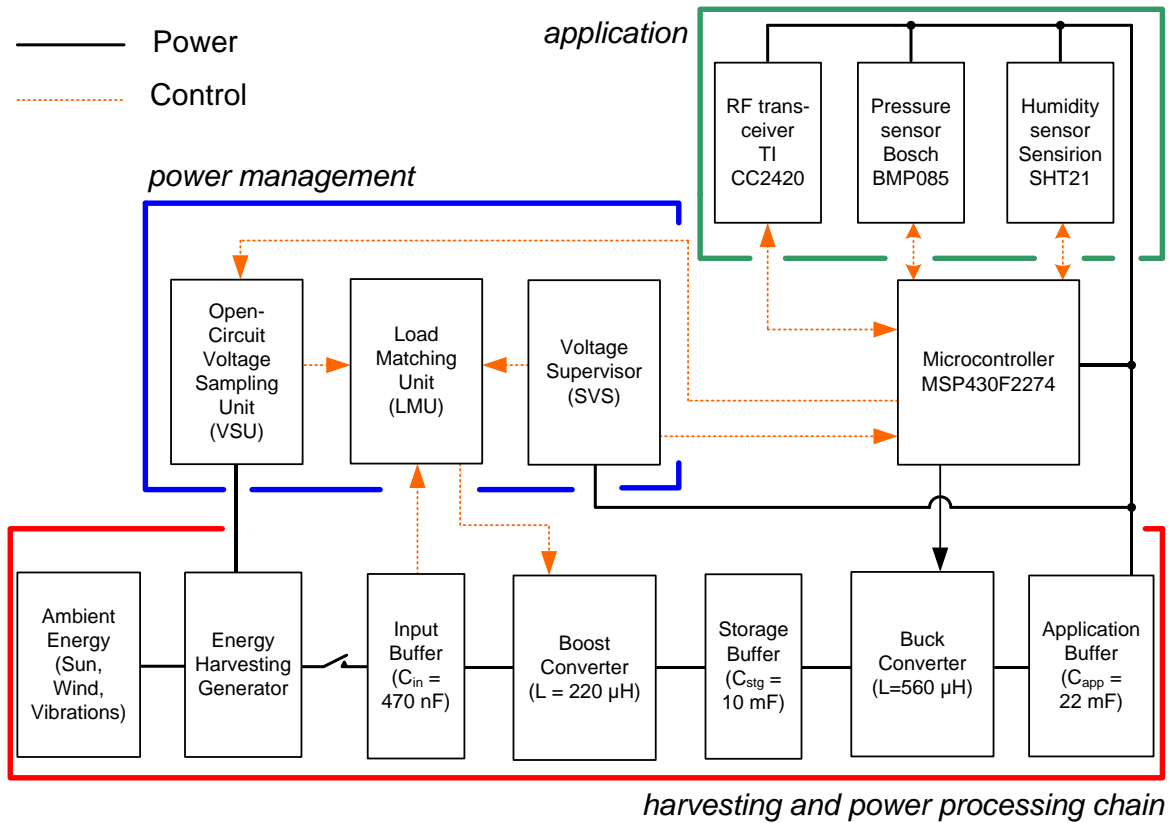 Power
Control
application
RF trans-
ceiver
TI
CC2420
Pressure
sensor
Bosch
BMP085
Humidity
sensor
Sensirion
SHT21
power management
Open-
Circuit
Voltage
Sampling
Unit
(VSU)
Load
Matching
Unit
(LMU)
Voltage
Supervisor
(SVS)
Microcontroller
MSP430F2274
Ambient
Energy
(Sun,
Wind,
Vibrations)
Energy
Harvesting
Generator
Input
Buffer
(Cin =
470 nF)
Boost
Converter
(L = 220 µH)
Storage
Buffer
(Cstg =
10 mF)
Buck
Converter
(L=560 µH)
Application
Buffer
(Capp =
22 mF)
harvesting and power processing chain